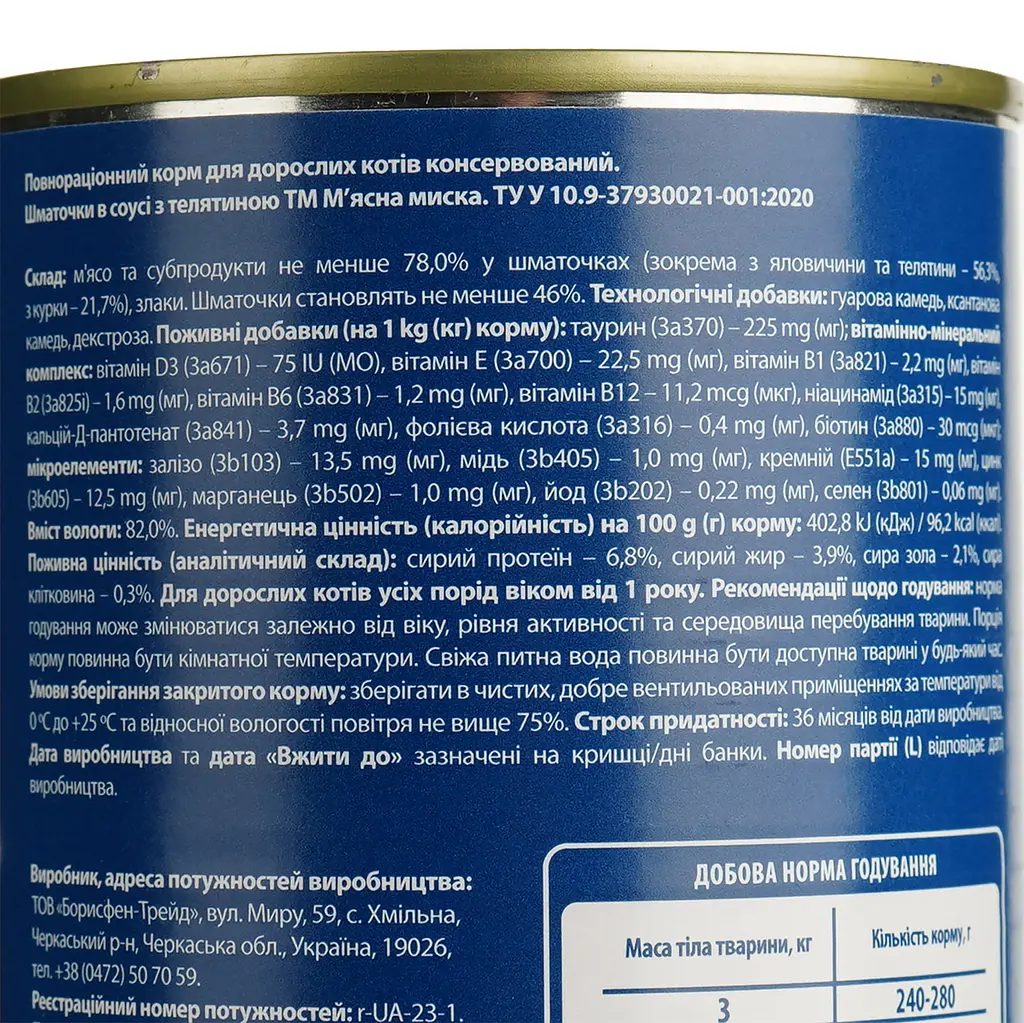 Повнораціонний корм для дорослих котів консервований.
Шматочки в соусі з телятиною ТМ М’ясна миска. ТУ У 10.9-37930021-001:2020
Склад: м'ясо та субпродукти не менше 78,0% у шматочках (зокрема з яловичини та телятини – 56,3%,
з курки – 21,7%), злаки. Шматочки становлять не менше 46%. Технологічні добавки: гуарова камедь, ксантанова
камедь, декстроза. Поживні добавки (на 1 kg (кг) корму): таурин (3а370) – 225 mg (мг); вітамінно-мінеральний
комплекс: вітамін D3 (3а671) – 75 IU (МО), вітамін Е (3а700) – 22,5 mg (мг), вітамін В1 (3а821) – 2,2 mg (мг), вітамін
В2 (3а825i) – 1,6 mg (мг), вітамін В6 (3а831) – 1,2 mg (мг), вітамін В12 – 11,2 mcg (мкг), ніацинамід (3а315) – 15 mg (мг),
кальцій-Д-пантотенат (3а841) – 3,7 mg (мг), фолієва кислота (3а316) – 0,4 mg (мг), біотин (3а880) – 30 mcg (мкг);
мікроелементи: залізо (3b103) – 13,5 mg (мг), мідь (3b405) – 1,0 mg (мг), кремній (Е551а) – 15 mg (мг), цинк
(3b605) – 12,5 mg (мг), марганець (3b502) – 1,0 mg (мг), йод (3b202) – 0,22 mg (мг), селен (3b801) – 0,06 mg (мг).
Вміст вологи: 82,0%. Енергетична цінність (калорійність) на 100 g (г) корму: 402,8 kJ (кДж) / 96,2 kcal (ккал).
Поживна цінність (аналітичний склад): сирий протеїн – 6,8%, сирий жир – 3,9%, сира зола – 2,1%, сира
клітковина – 0,3%. Для дорослих котів усіх порід віком від 1 року. Рекомендації щодо годування: норма
годування може змінюватися залежно від віку, рівня активності та середовища перебування тварини. Порція
корму повинна бути кімнатної температури. Свіжа питна вода повинна бути доступна тварині у будь-який час.
Умови зберігання закритого корму: зберігати в чистих, добре вентильованих приміщеннях за температури від
0 ºС до +25 ºС та відносної вологості повітря не вище 75%. Строк придатності: 36 місяців від дати виробництва.
Дата виробництва та дата «Вжити до» зазначені на кришці/дні банки. Номер партії (L) відповідає даті
виробництва.
Виробник, адреса потужностей виробництва:
ТОВ «Борисфен-Трейд», вул. Миру, 59, с. Хмільна,
Черкаський р-н, Черкаська обл., Україна, 19026,
тел. +38 (0472) 50 70 59.
Реєстраційний номер потужностей: r-UA-23-1.
ДОБОВА НОРМА ГОДУВАННЯ
Маса тіла тварини, кг
Кількість корму, г
3
240-280